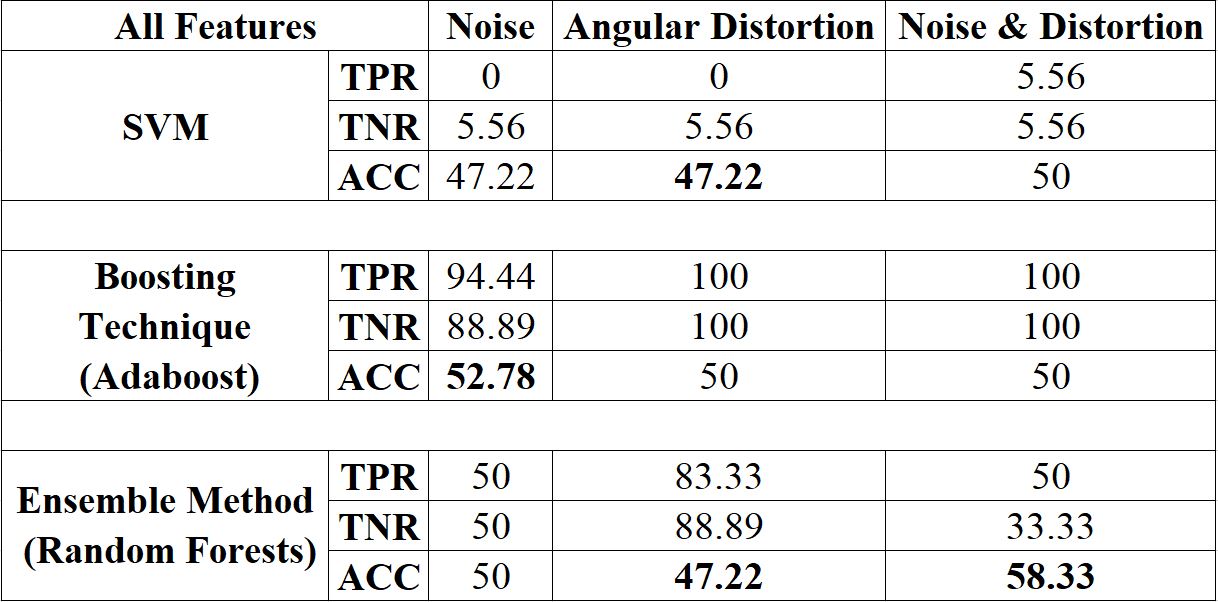 All Features Noise Angular Distortion Noise & Distortion
SVM
TPR 0 0 5.56
TNR 5.56 5.56 5.56
ACC 47.22 47.22 50
Boosting
Technique
(Adaboost)
TPR 94.44 100 100
TNR 88.89 100 100
ACC 52.78 50 50
Ensemble Method
(Random Forests)
TPR 50 83.33 50
TNR 50 88.89 33.33
ACC 50 47.22 58.33